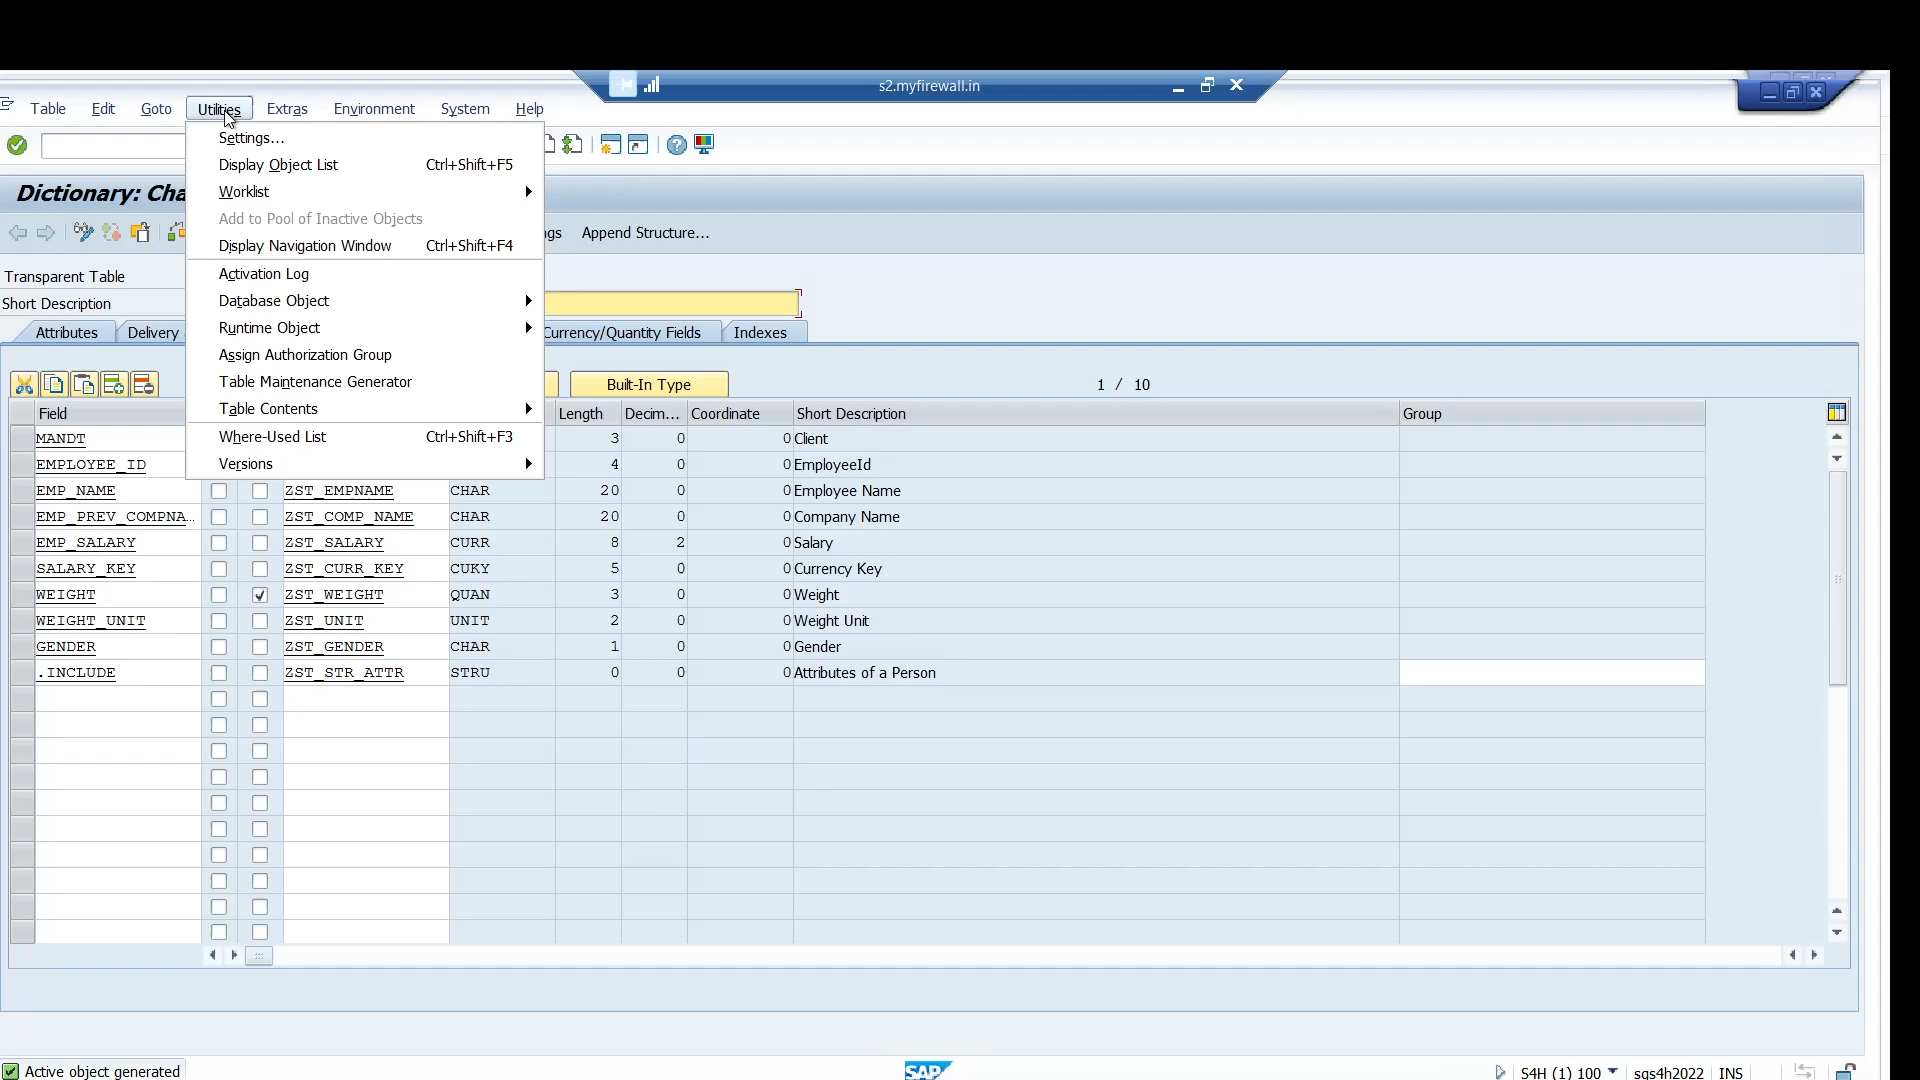 s2.myfirewall.in
Table Edit Goto Utilities Extras Environment System Help
Settings...
Display Object List Ctrl+Shift+F5
Worklist
Add to Pool of Inactive Objects
Display Navigation Window Ctrl+Shift+F4
Activation Log
Database Object
Runtime Object
Assign Authorization Group
Table Maintenance Generator
Table Contents
Where-Used List Ctrl+Shift+F3
Versions
Dictionary: Cha
gs Append Structure...
Transparent Table
Short Description
Attributes Delivery Currency/Quantity Fields Indexes
Built-In Type 1 / 10
Field Length Decim... Coordinate Short Description Group
MANDT 3 0 0 Client
EMPLOYEE_ID 4 0 0 EmployeeId
EMP_NAME ZST_EMPNAME CHAR 20 0 0 Employee Name
EMP_PREV_COMPNA... ZST_COMP_NAME CHAR 20 0 0 Company Name
EMP_SALARY ZST_SALARY CURR 8 2 0 Salary
SALARY_KEY ZST_CURR_KEY CUKY 5 0 0 Currency Key
WEIGHT ZST_WEIGHT QUAN 3 0 0 Weight
WEIGHT_UNIT ZST_UNIT UNIT 2 0 0 Weight Unit
GENDER ZST_GENDER CHAR 1 0 0 Gender
.INCLUDE ZST_STR_ATTR STRU 0 0 0 Attributes of a Person
Active object generated SAP S4H (1) 100 sgs4h2022 INS